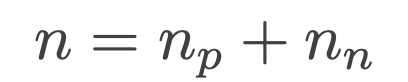 n = n_p + n_n